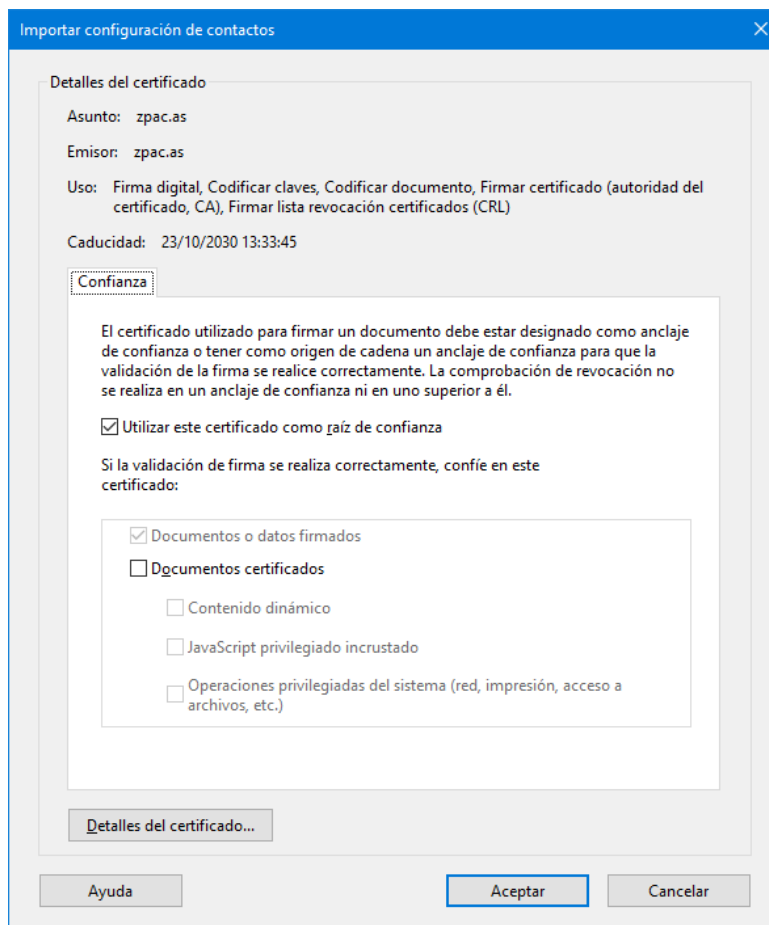 Importar configuración de contactos
Detalles del certificado
Asunto: zpac.as
Emisor: zpac.as
Uso: Firma digital, Codificar claves, Codificar documento, Firmar certificado (autoridad del
certificado, CA), Firmar lista revocación certificados (CRL)
Caducidad: 23/10/2030 13:33:45
Confianza
El certificado utilizado para firmar un documento debe estar designado como anclaje
de confianza o tener como origen de cadena un anclaje de confianza para que la
validación de la firma se realice correctamente. La comprobación de revocación no
se realiza en un anclaje de confianza ni en uno superior a él.
Utilizar este certificado como raíz de confianza
Si la validación de firma se realiza correctamente, confíe en este
certificado:
Documentos o datos firmados
Documentos certificados
Contenido dinámico
JavaScript privilegiado incrustado
Operaciones privilegiadas del sistema (red, impresión, acceso a
archivos, etc.)
Detalles del certificado...
Ayuda
Aceptar
Cancelar